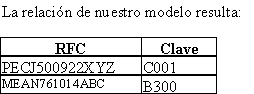 La relación de nuestro modelo resulta:
RFC Clave
PECJ500922XYZ C001
MEAN761014ABC B300